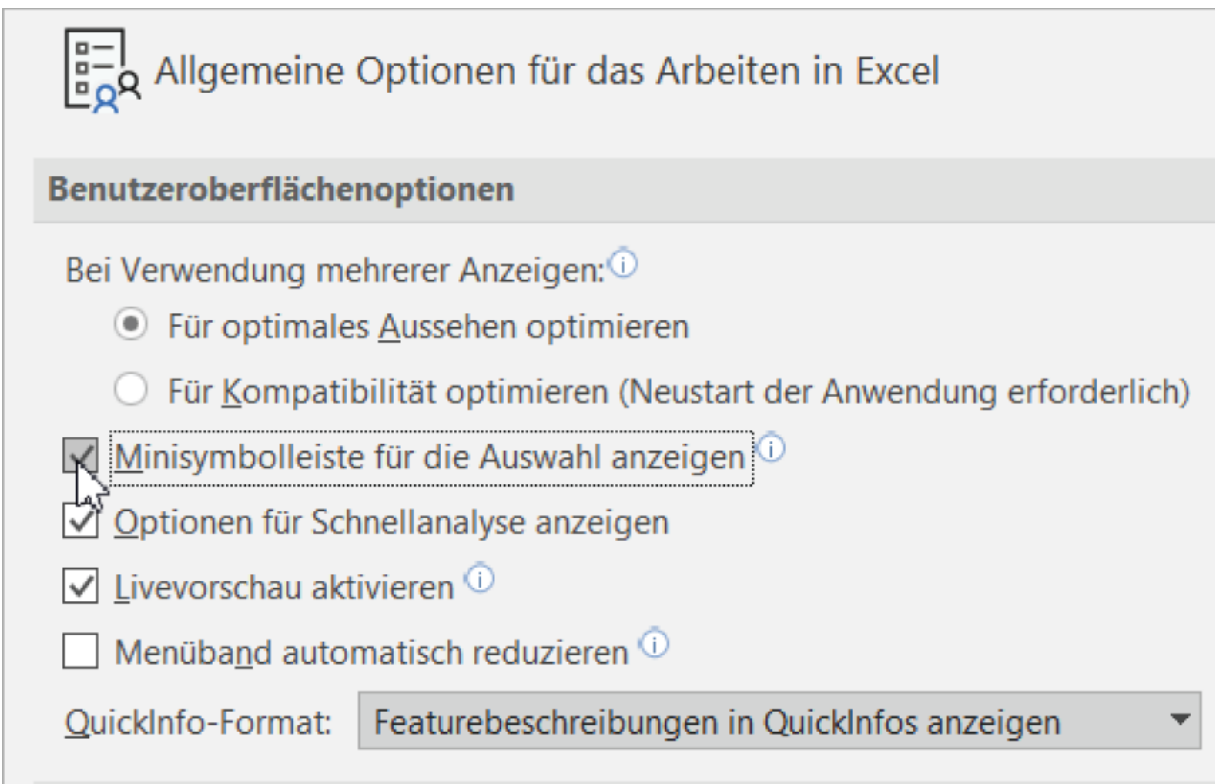 Allgemeine Optionen für das Arbeiten in Excel
Benutzeroberflächenoptionen
Bei Verwendung mehrerer Anzeigen:
Für optimales Aussehen optimieren
Für Kompatibilität optimieren (Neustart der Anwendung erforderlich)
Minisymbolleiste für die Auswahl anzeigen
Optionen für Schnellanalyse anzeigen
Livevorschau aktivieren
Menüband automatisch reduzieren
QuickInfo-Format: Featurebeschreibungen in QuickInfos anzeigen